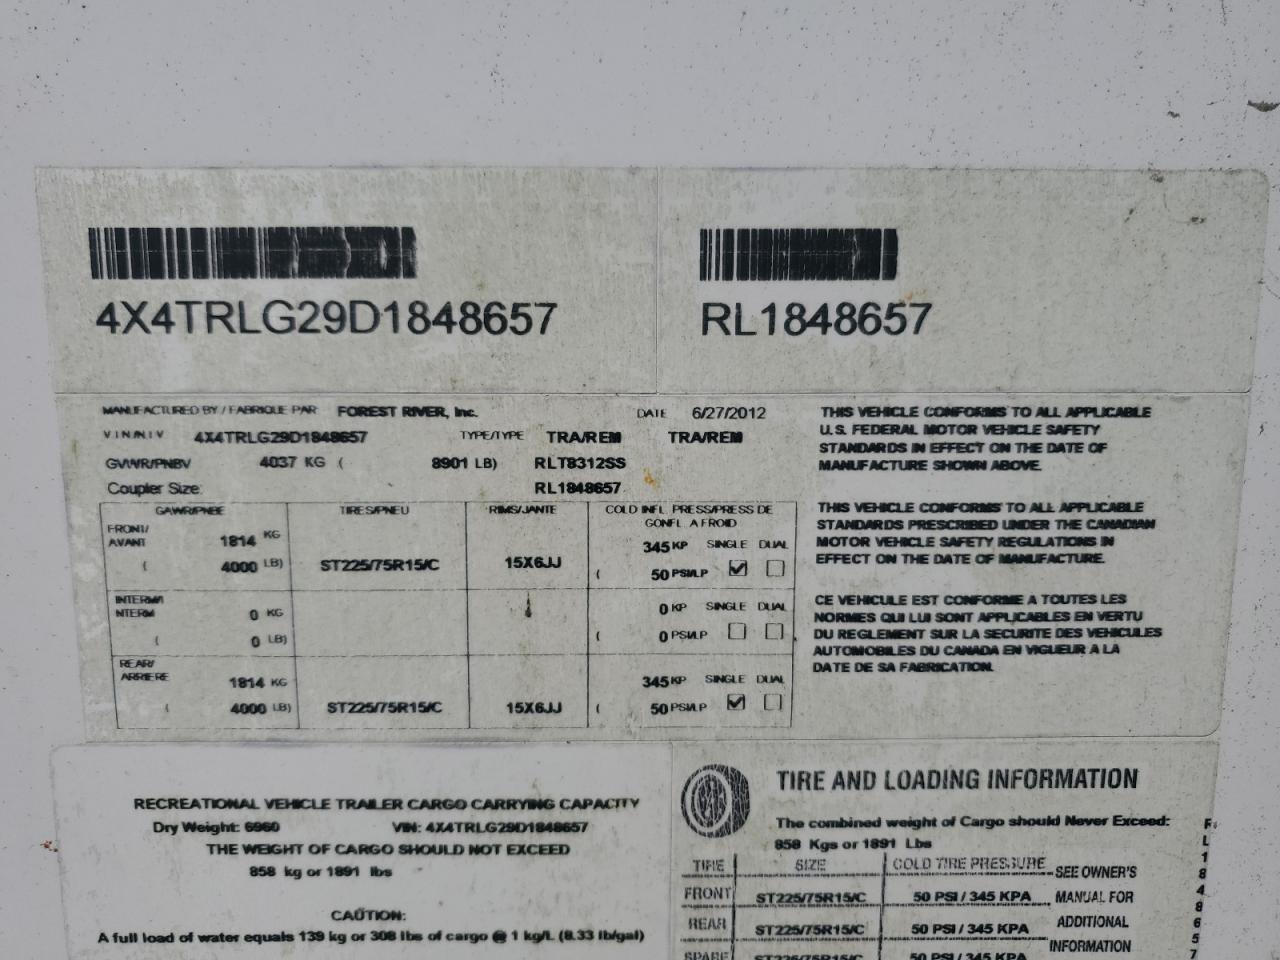 4X4TRLG29D1848657
RL1848657
MANUFACTURED BY / FABRIQUE PAR FOREST RIVER, Inc. DATE 6/27/2012
V I N / N I V 4X4TRLG29D1848657 TYPE/TYPE TRA/REM TRA/REM
GVWR/PNBV 4037 KG ( 8901 LB) RLT8312SS
Coupler Size: RL1848657
GAWR/PNBE TIRES/PNEU RIMS/JANTE COLD INFL. PRESS/PRESS DE
GONFL. A FROID
FRONT/
AVANT 1814 KG 345 KP SINGLE DUAL
( 4000 LB) ST225/75R15/C 15X6JJ ( 50 PSI/LP
INTERM/
INTERM 0 KG 0 KP SINGLE DUAL
( 0 LB) ( 0 PSI/LP
REAR/
ARRIERE 1814 KG 345 KP SINGLE DUAL
( 4000 LB) ST225/75R15/C 15X6JJ ( 50 PSI/LP
THIS VEHICLE CONFORMS TO ALL APPLICABLE
U.S. FEDERAL MOTOR VEHICLE SAFETY
STANDARDS IN EFFECT ON THE DATE OF
MANUFACTURE SHOWN ABOVE.
THIS VEHICLE CONFORMS TO ALL APPLICABLE
STANDARDS PRESCRIBED UNDER THE CANADIAN
MOTOR VEHICLE SAFETY REGULATIONS IN
EFFECT ON THE DATE OF MANUFACTURE.
CE VEHICULE EST CONFORME A TOUTES LES
NORMES QUI LUI SONT APPLICABLES EN VERTU
DU REGLEMENT SUR LA SECURITE DES VEHICULES
AUTOMOBILES DU CANADA EN VIGUEUR A LA
DATE DE SA FABRICATION.
RECREATIONAL VEHICLE TRAILER CARGO CARRYING CAPACITY
Dry Weight: 6960 VIN: 4X4TRLG29D1848657
THE WEIGHT OF CARGO SHOULD NOT EXCEED
858 kg or 1891 lbs
CAUTION:
A full load of water equals 139 kg or 308 lbs of cargo @ 1 kg/L (8.33 lb/gal)
TIRE AND LOADING INFORMATION
The combined weight of Cargo should Never Exceed:
858 Kgs or 1891 Lbs
TIRE SIZE COLD TIRE PRESSURE
FRONT ST225/75R15/C 50 PSI / 345 KPA
REAR ST225/75R15/C 50 PSI / 345 KPA
SPARE ST225/75R15/C 50 PSI / 345 KPA
SEE OWNER'S
MANUAL FOR
ADDITIONAL
INFORMATION
L
1
8
4
8
6
5
7